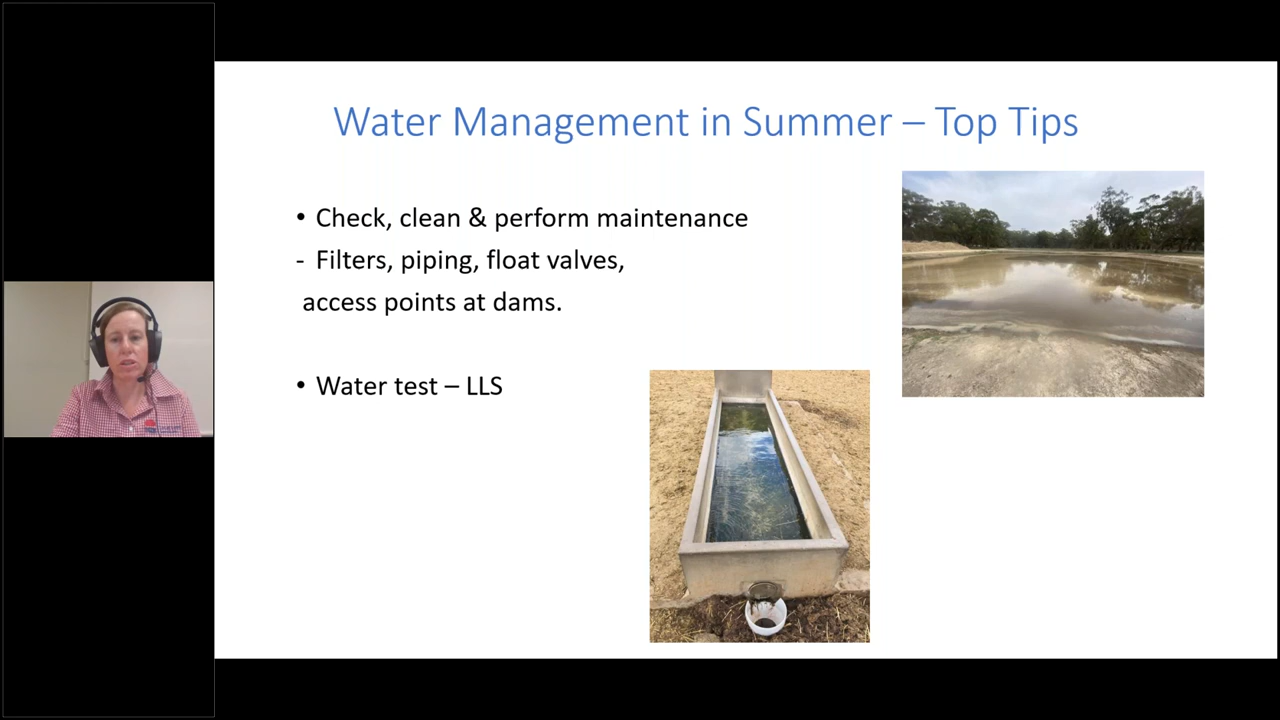 Water Management in Summer – Top Tips
• Check, clean & perform maintenance
- Filters, piping, float valves,
access points at dams.
• Water test – LLS